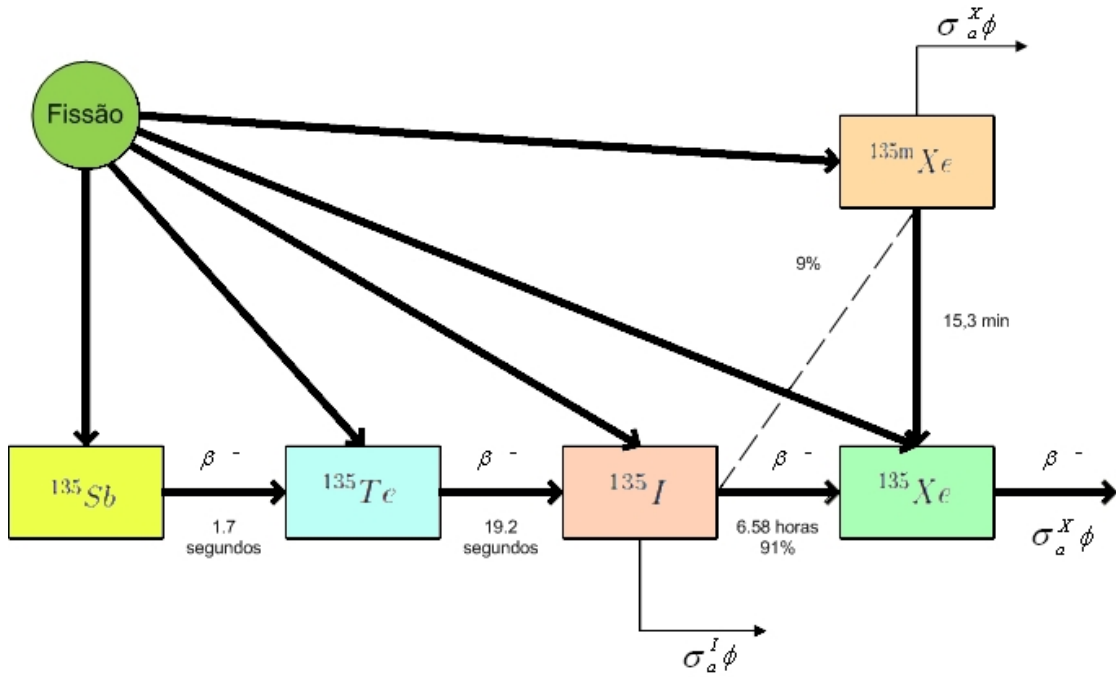 σ_a^X ϕ
Fissão
^{135m}Xe
9%
15,3 min
^{135}Sb
β -
1.7
segundos
^{135}Te
β -
19.2
segundos
^{135}I
β -
6.58 horas
91%
^{135}Xe
β -
σ_a^X ϕ
σ_a^I ϕ